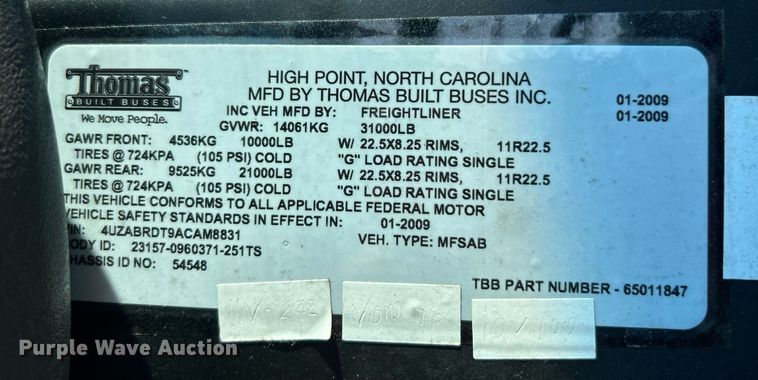 Thomas
BUILT BUSES
We Move People.
HIGH POINT, NORTH CAROLINA
MFD BY THOMAS BUILT BUSES INC. 01-2009
INC VEH MFD BY: FREIGHTLINER 01-2009
GVWR: 14061KG 31000LB
GAWR FRONT: 4536KG 10000LB W/ 22.5X8.25 RIMS, 11R22.5
TIRES @ 724KPA (105 PSI) COLD "G" LOAD RATING SINGLE
GAWR REAR: 9525KG 21000LB W/ 22.5X8.25 RIMS, 11R22.5
TIRES @ 724KPA (105 PSI) COLD "G" LOAD RATING SINGLE
THIS VEHICLE CONFORMS TO ALL APPLICABLE FEDERAL MOTOR
VEHICLE SAFETY STANDARDS IN EFFECT IN: 01-2009
IN: 4UZABRDT9ACAM8831 VEH. TYPE: MFSAB
ODY ID: 23157-0960371-251TS
HASSIS ID NO: 54548
TBB PART NUMBER - 65011847
Purple Wave Auction